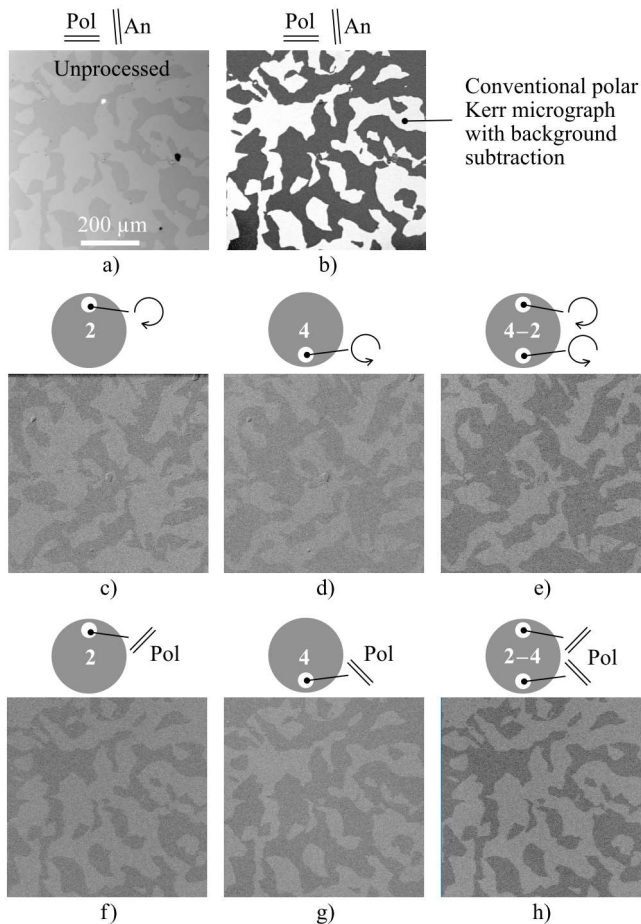 Pol An
Pol An
Unprocessed
200 µm
Conventional polar
Kerr micrograph
with background
subtraction
a)
b)
2
4
4–2
c)
d)
e)
2
Pol
4
Pol
2–4
Pol
f)
g)
h)